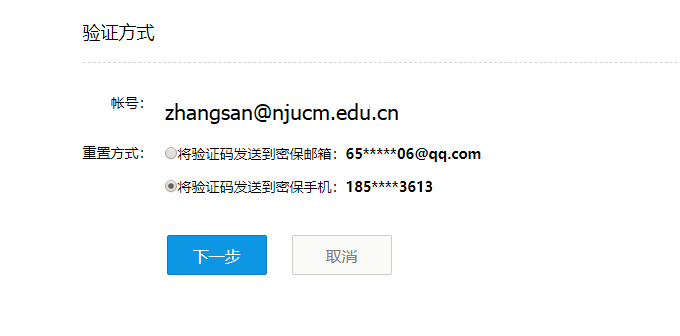 验证方式
帐号： zhangsan@njucm.edu.cn
重置方式： 将验证码发送到密保邮箱：65*****06@qq.com
将验证码发送到密保手机：185****3613
下一步 取消